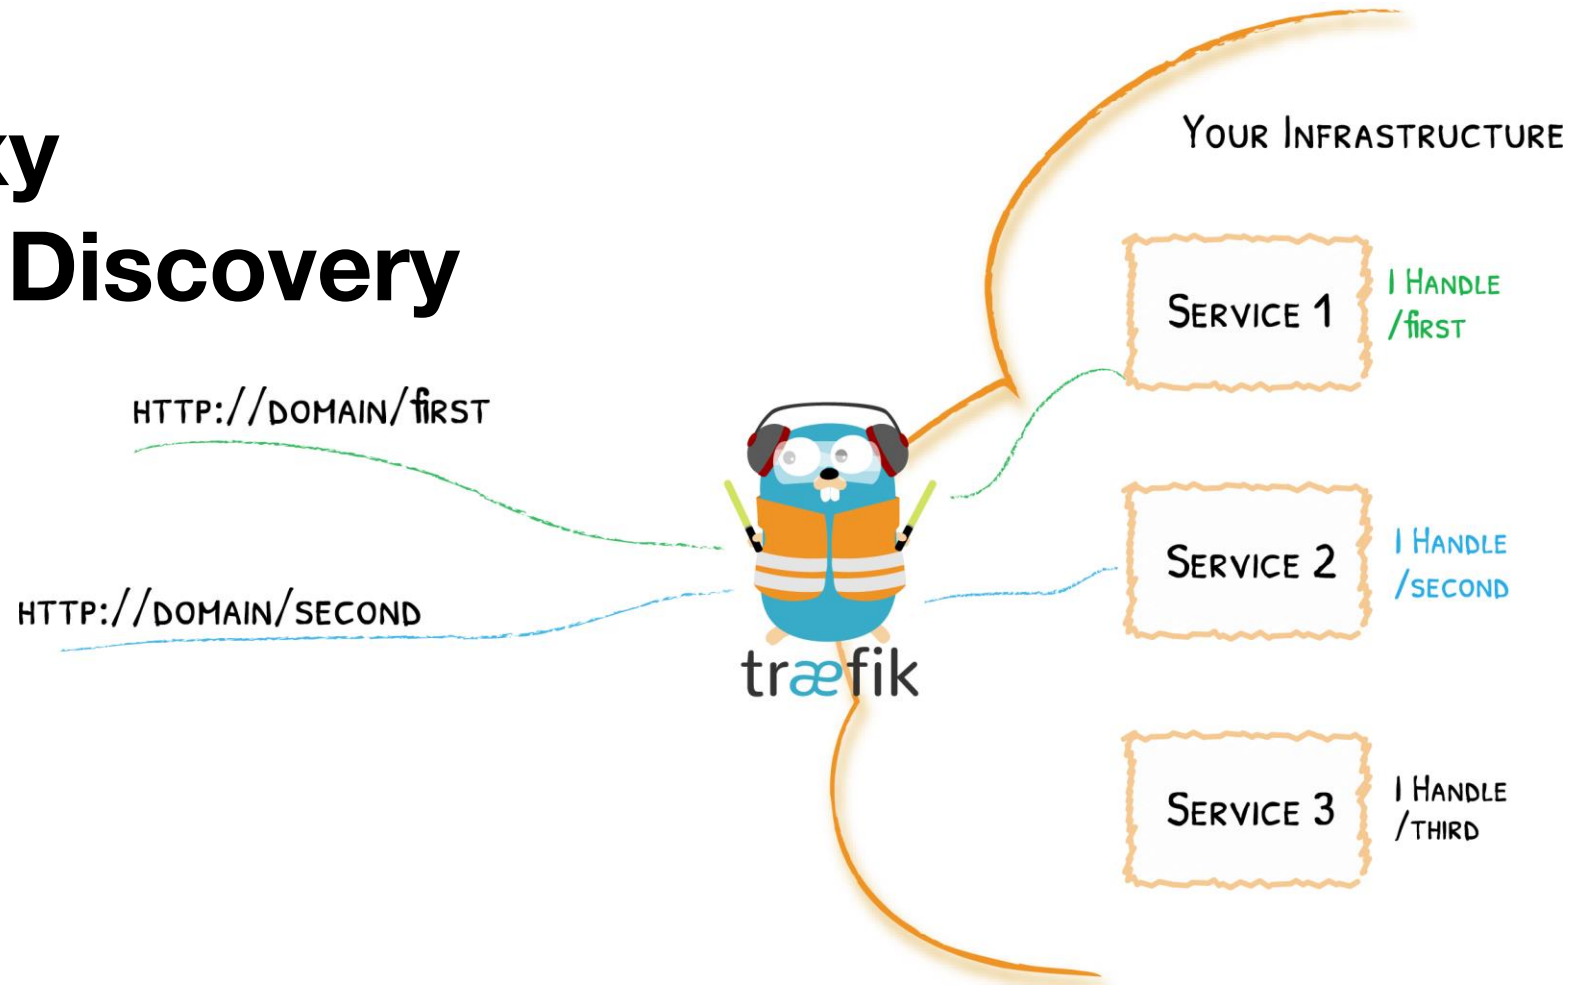 Discovery
YOUR INFRASTRUCTURE
HTTP://DOMAIN/fiRST
HTTP://DOMAIN/SECOND
træfik
SERVICE 1
I HANDLE
/fiRST
SERVICE 2
I HANDLE
/SECOND
SERVICE 3
I HANDLE
/THIRD